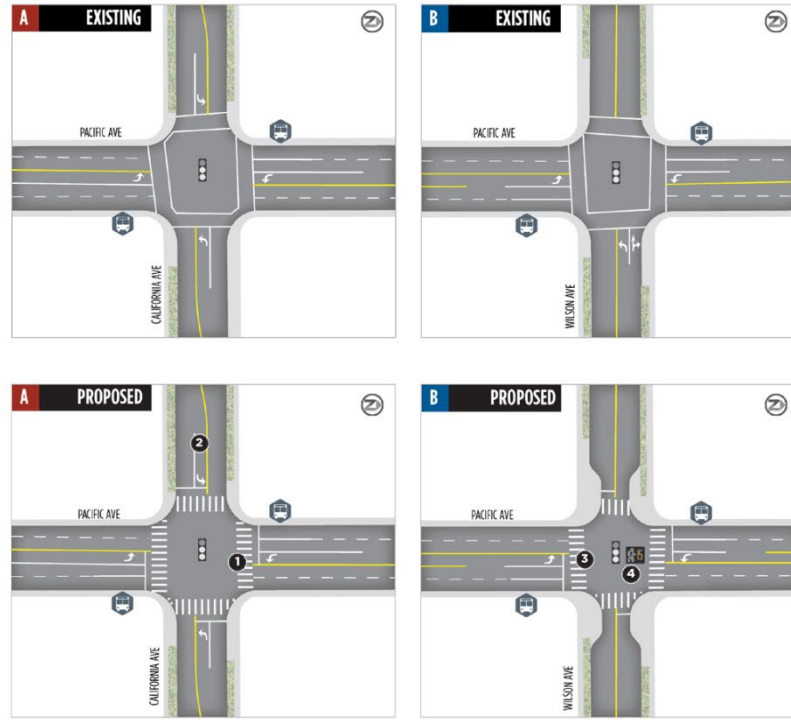 A EXISTING
PACIFIC AVE
CALIFORNIA AVE
B EXISTING
PACIFIC AVE
WILSON AVE
A PROPOSED
2
PACIFIC AVE
1
CALIFORNIA AVE
B PROPOSED
PACIFIC AVE
3
4
WILSON AVE